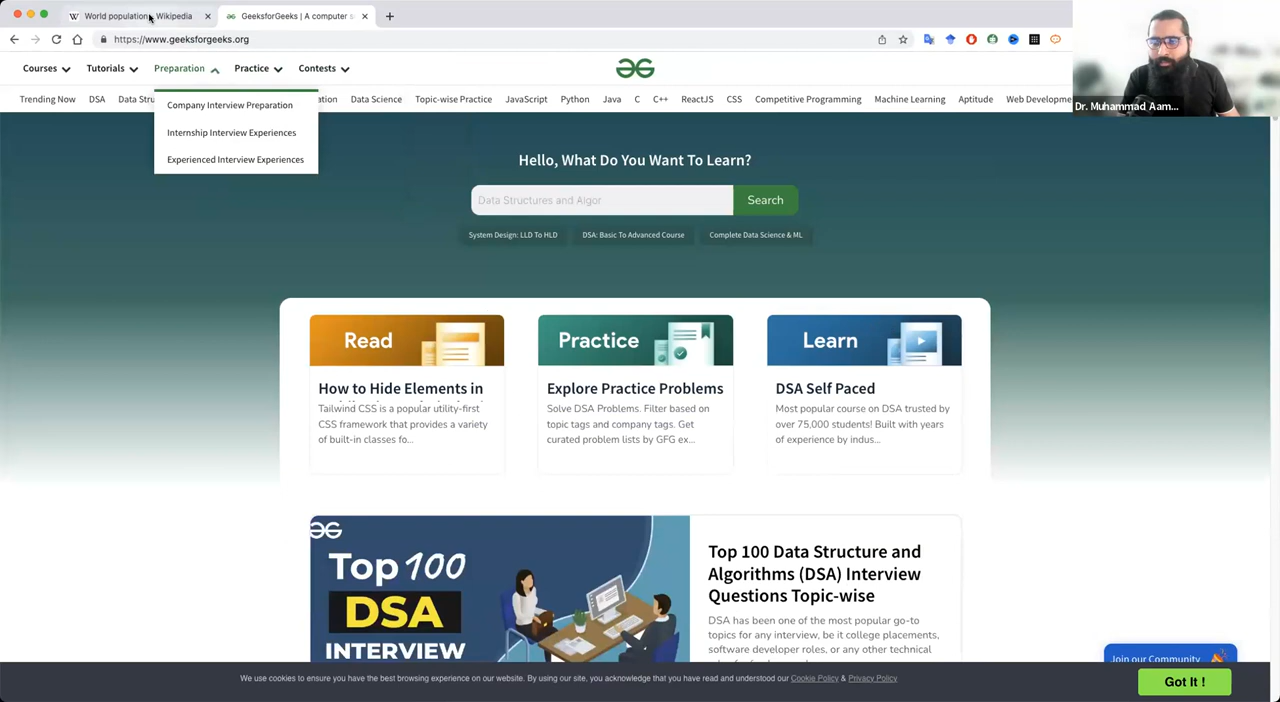 World population - Wikipedia
GeeksforGeeks | A computer s
https://www.geeksforgeeks.org
Courses Tutorials Preparation Practice Contests
Trending Now DSA Data Stru
Company Interview Preparation
Internship Interview Experiences
Experienced Interview Experiences
ation Data Science Topic-wise Practice JavaScript Python Java C C++ ReactJS CSS Competitive Programming Machine Learning Aptitude Web Developme
Dr. Muhammad Aam...
Hello, What Do You Want To Learn?
Data Structures and Algor
Search
System Design: LLD To HLD DSA: Basic To Advanced Course Complete Data Science & ML
Read
How to Hide Elements in
Tailwind CSS is a popular utility-first
CSS framework that provides a variety
of built-in classes fo...
Practice
Explore Practice Problems
Solve DSA Problems. Filter based on
topic tags and company tags. Get
curated problem lists by GFG ex...
Learn
DSA Self Paced
Most popular course on DSA trusted by
over 75,000 students! Built with years
of experience by indus...
Top 100
DSA
INTERVIEW
Top 100 Data Structure and
Algorithms (DSA) Interview
Questions Topic-wise
DSA has been one of the most popular go-to
topics for any interview, be it college placements,
software developer roles, or any other technical
Join our Community
We use cookies to ensure you have the best browsing experience on our website. By using our site, you acknowledge that you have read and understood our Cookie Policy & Privacy Policy
Got It !